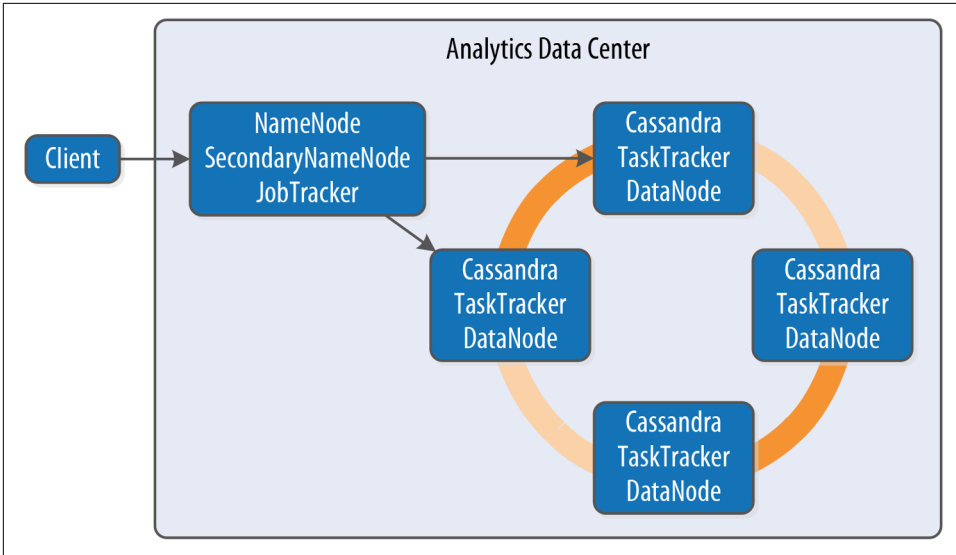 Analytics Data Center
Client
NameNode
SecondaryNameNode
JobTracker
Cassandra
TaskTracker
DataNode
Cassandra
TaskTracker
DataNode
Cassandra
TaskTracker
DataNode
Cassandra
TaskTracker
DataNode